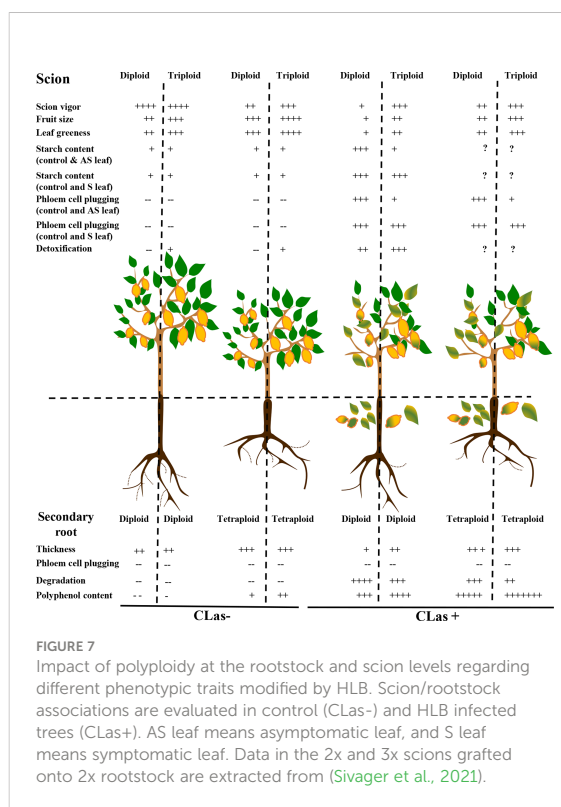 Scion
Diploid Triploid Diploid Triploid Diploid Triploid Diploid Triploid
Scion vigor ++++ ++++ ++ +++ + +++ ++ +++
Fruit size ++ +++ +++ ++++ + ++ ++ +++
Leaf greeness ++ +++ +++ ++++ + ++ ++ +++
Starch content + + + + +++ + ? ?
(control & AS leaf)
Starch content + + + + +++ +++ ? ?
(control and S leaf)
Phloem cell plugging -- -- -- -- +++ + +++ +
(control and AS leaf)
Phloem cell plugging -- -- -- -- +++ +++ +++ +++
(control and S leaf)
Detoxification -- + -- + ++ +++ ? ?
Secondary
root
Diploid Diploid Tetraploid Tetraploid Diploid Diploid Tetraploid Tetraploid
Thickness ++ ++ +++ +++ + ++ +++ +++
Phloem cell plugging -- -- -- -- -- -- -- --
Degradation -- -- -- -- ++++ +++ +++ ++
Polyphenol content -- - + ++ +++ ++++ +++++ +++++++
CLas- CLas +
FIGURE 7
Impact of polyploidy at the rootstock and scion levels regarding
different phenotypic traits modified by HLB. Scion/rootstock
associations are evaluated in control (CLas-) and HLB infected
trees (CLas+). AS leaf means asymptomatic leaf, and S leaf
means symptomatic leaf. Data in the 2x and 3x scions grafted
onto 2x rootstock are extracted from (Sivager et al., 2021).